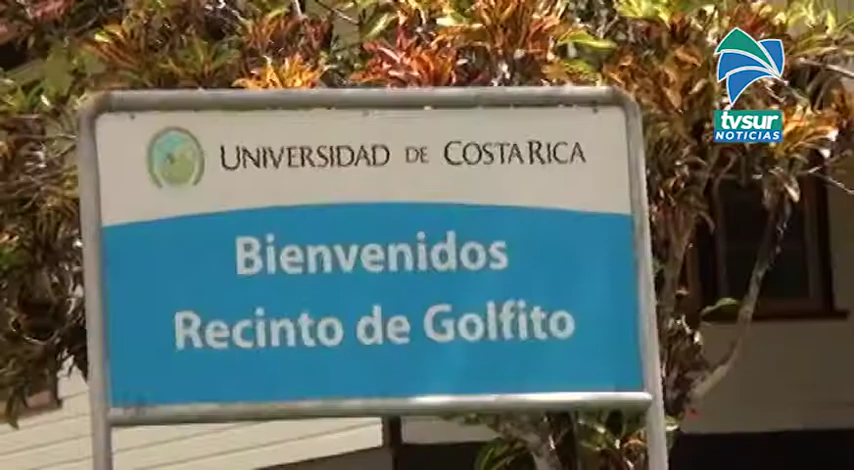 tvsur
NOTICIAS
UNIVERSIDAD DE COSTA RICA
Bienvenidos
Recinto de Golfito